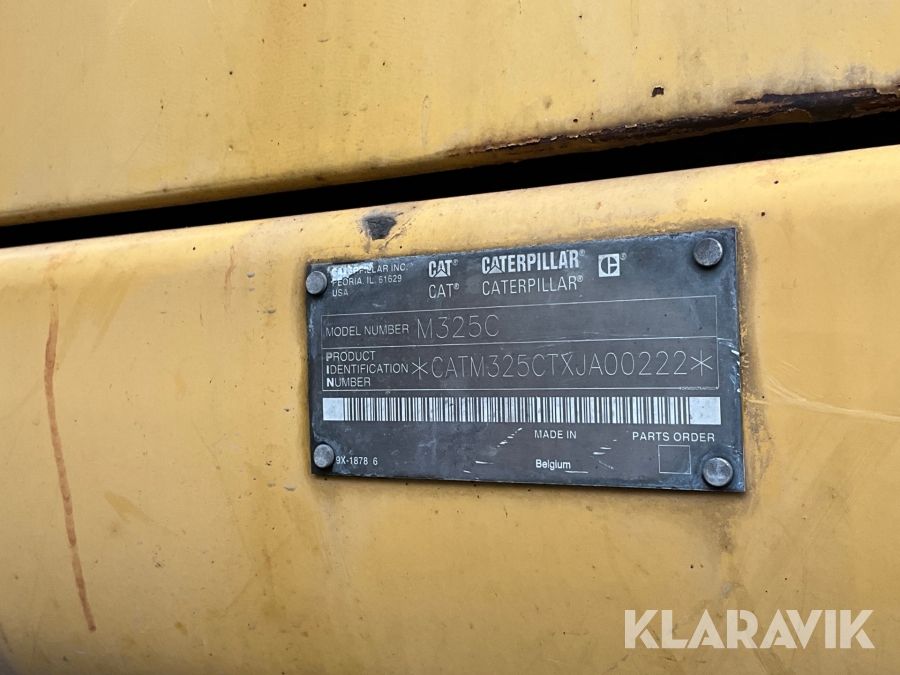 CATERPILLAR INC.
PEORIA, IL. 61629
USA
CAT® CATERPILLAR®
CAT® CATERPILLAR®
MODEL NUMBER M325C
PRODUCT
IDENTIFICATION *CATM325CTXJA00222*
NUMBER
MADE IN PARTS ORDER
9X-1878 6 Belgium
KLARAVIK